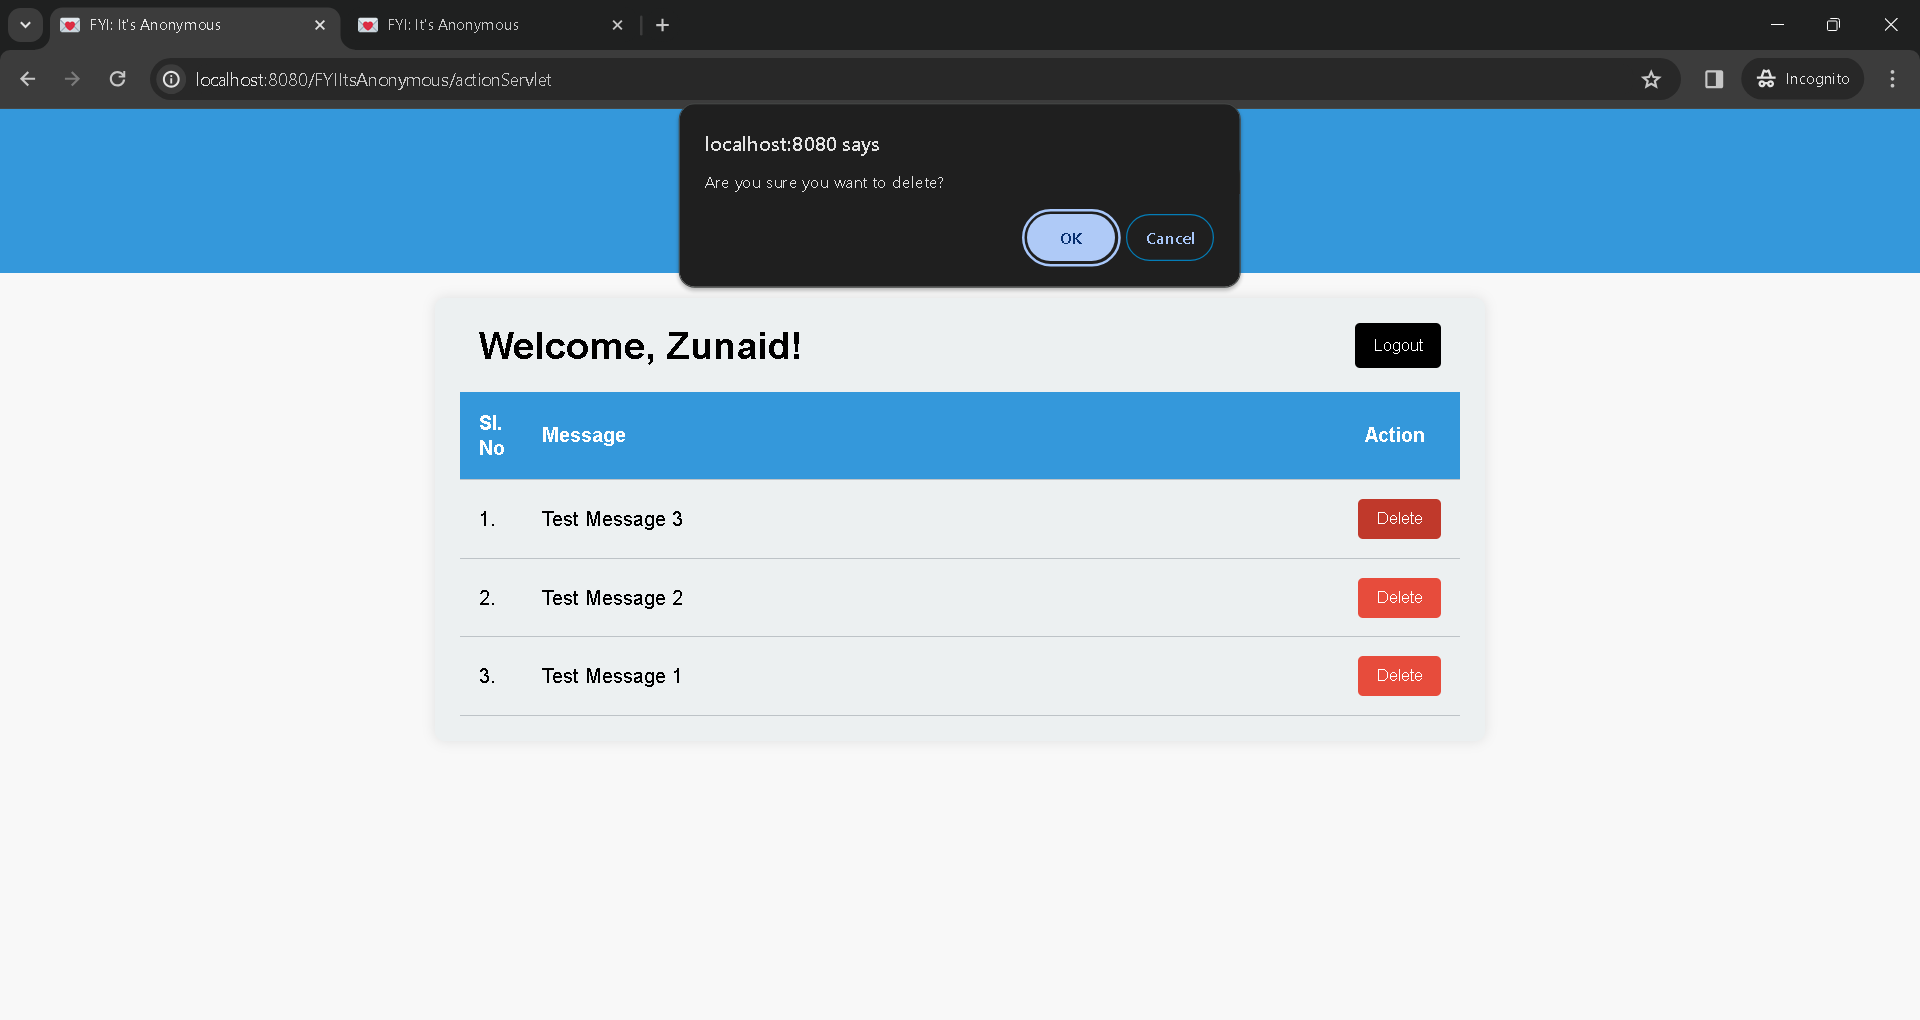 FYI: It's Anonymous
FYI: It's Anonymous
localhost:8080/FYIItsAnonymous/actionServlet
Incognito
localhost:8080 says
Are you sure you want to delete?
OK
Cancel
Welcome, Zunaid!
Logout
Sl. No
Message
Action
1.
Test Message 3
Delete
2.
Test Message 2
Delete
3.
Test Message 1
Delete